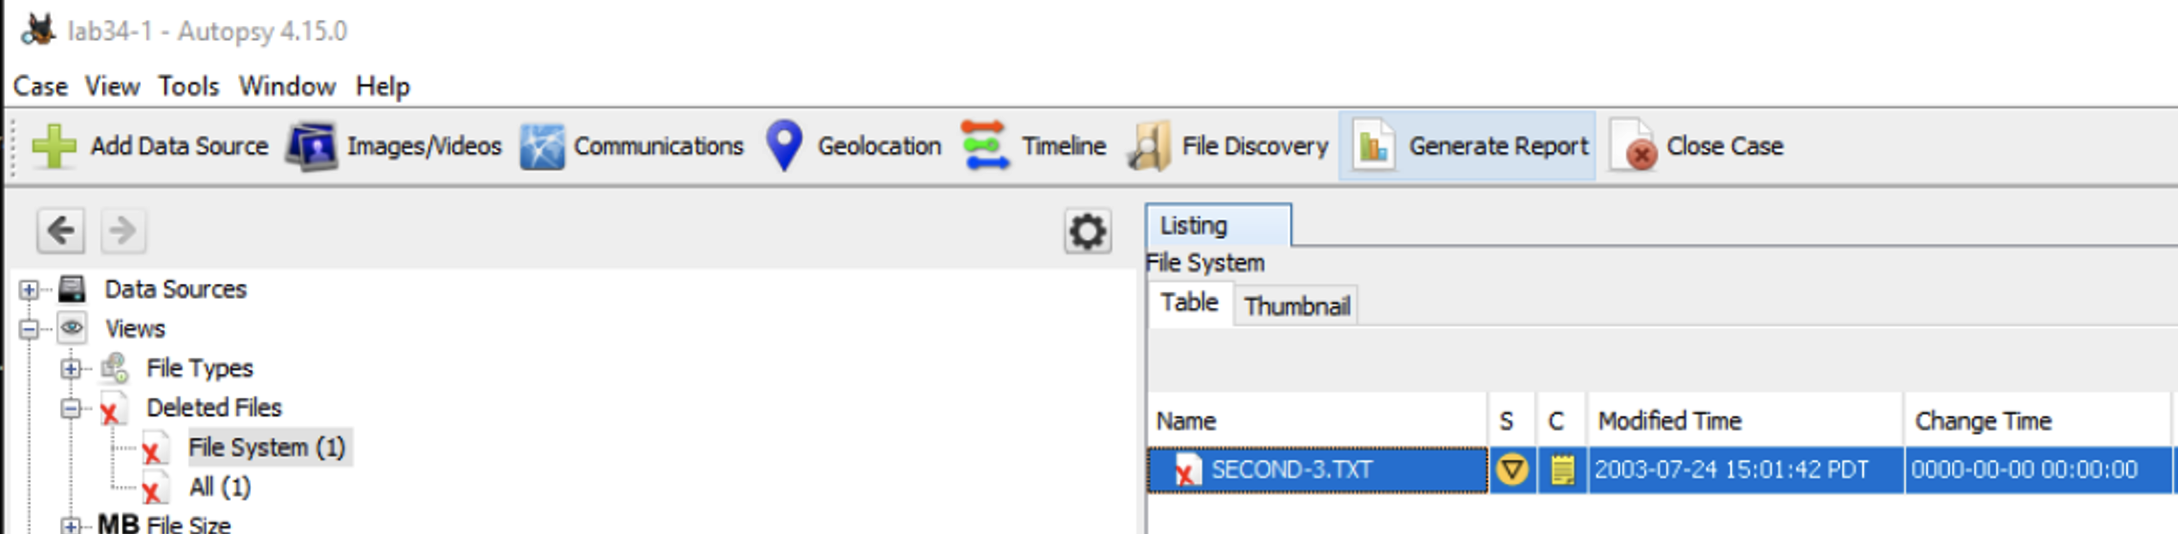 lab34-1 - Autopsy 4.15.0
Case View Tools Window Help
Add Data Source Images/Videos Communications Geolocation Timeline File Discovery Generate Report Close Case
Listing
File System
Table Thumbnail
Data Sources
Views
File Types
Deleted Files
File System (1)
All (1)
MB File Size
Name S C Modified Time Change Time
SECOND-3.TXT 2003-07-24 15:01:42 PDT 0000-00-00 00:00:00